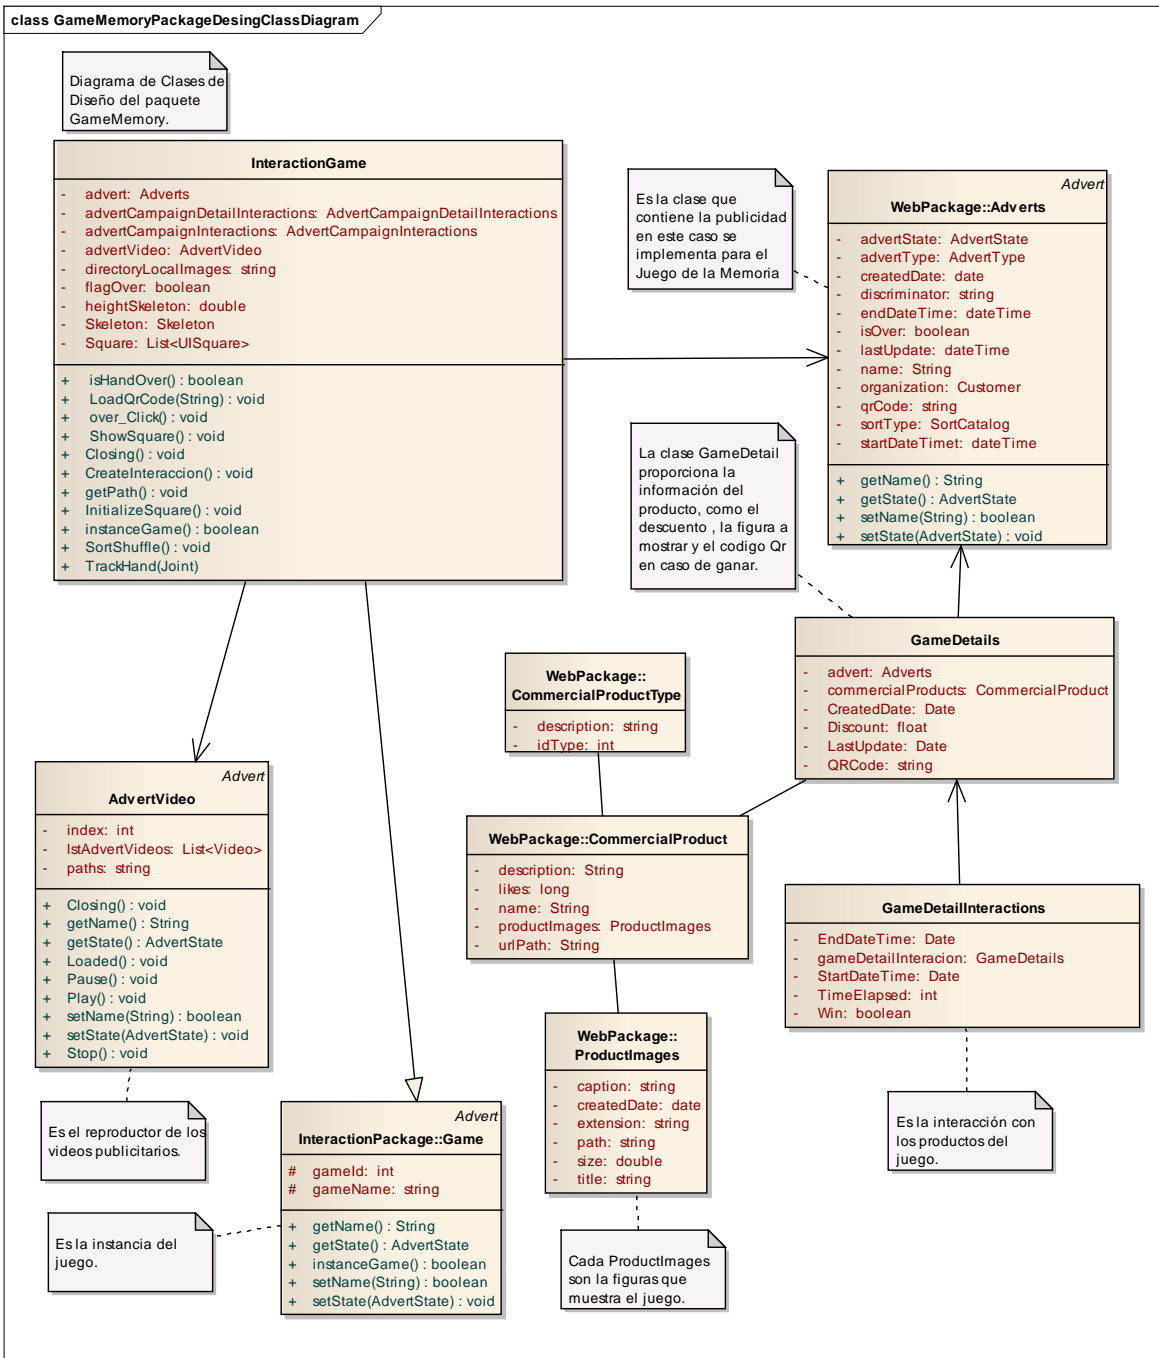 class GameMemoryPackageDesingClassDiagram
Diagrama de Clases de
Diseño del paquete
GameMemory.
InteractionGame
- advert: Adverts
- advertCampaignDetailInteractions: AdvertCampaignDetailInteractions
- advertCampaignInteractions: AdvertCampaignInteractions
- advertVideo: AdvertVideo
- directoryLocalImages: string
- flagOver: boolean
- heightSkeleton: double
- Skeleton: Skeleton
- Square: List<UISquare>
+ isHandOver() : boolean
+ LoadQrCode(String) : void
+ over_Click() : void
+ ShowSquare() : void
+ Closing() : void
+ CreateInteraccion() : void
+ getPath() : void
+ InitializeSquare() : void
+ instanceGame() : boolean
+ SortShuffle() : void
+ TrackHand(Joint)
Es la clase que
contiene la publicidad
en este caso se
implementa para el
Juego de la Memoria
Advert
WebPackage::Adverts
- advertState: AdvertState
- advertType: AdvertType
- createdDate: date
- discriminator: string
- endDateTime: dateTime
- isOver: boolean
- lastUpdate: dateTime
- name: String
- organization: Customer
- qrCode: string
- sortType: SortCatalog
- startDateTimet: dateTime
+ getName() : String
+ getState() : AdvertState
+ setName(String) : boolean
+ setState(AdvertState) : void
La clase GameDetail
proporciona la
información del
producto, como el
descuento , la figura a
mostrar y el codigo Qr
en caso de ganar.
GameDetails
- advert: Adverts
- commercialProducts: CommercialProduct
- CreatedDate: Date
- Discount: float
- LastUpdate: Date
- QRCode: string
WebPackage::
CommercialProductType
- description: string
- idType: int
Advert
AdvertVideo
- index: int
- lstAdvertVideos: List<Video>
- paths: string
+ Closing() : void
+ getName() : String
+ getState() : AdvertState
+ Loaded() : void
+ Pause() : void
+ Play() : void
+ setName(String) : boolean
+ setState(AdvertState) : void
+ Stop() : void
WebPackage::CommercialProduct
- description: String
- likes: long
- name: String
- productImages: ProductImages
- urlPath: String
GameDetailInteractions
- EndDateTime: Date
- gameDetailInteracion: GameDetails
- StartDateTime: Date
- TimeElapsed: int
- Win: boolean
WebPackage::
ProductImages
- caption: string
- createdDate: date
- extension: string
- path: string
- size: double
- title: string
Es el reproductor de los
videos publicitarios.
Advert
InteractionPackage::Game
# gameId: int
# gameName: string
+ getName() : String
+ getState() : AdvertState
+ instanceGame() : boolean
+ setName(String) : boolean
+ setState(AdvertState) : void
Es la interacción con
los productos del
juego.
Es la instancia del
juego.
Cada ProductImages
son la figuras que
muestra el juego.